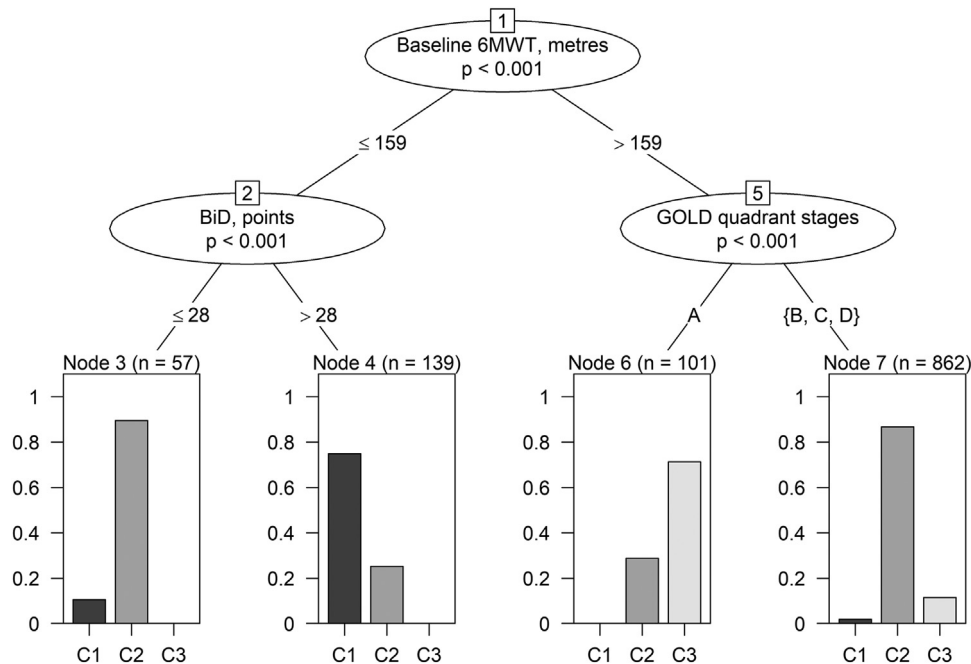 1
Baseline 6MWT, metres
p < 0.001
≤ 159
> 159
2
BiD, points
p < 0.001
5
GOLD quadrant stages
p < 0.001
≤ 28
> 28
A
{B, C, D}
Node 3 (n = 57)
1
0.8
0.6
0.4
0.2
0
C1 C2 C3
Node 4 (n = 139)
1
0.8
0.6
0.4
0.2
0
C1 C2 C3
Node 6 (n = 101)
1
0.8
0.6
0.4
0.2
0
C1 C2 C3
Node 7 (n = 862)
1
0.8
0.6
0.4
0.2
0
C1 C2 C3